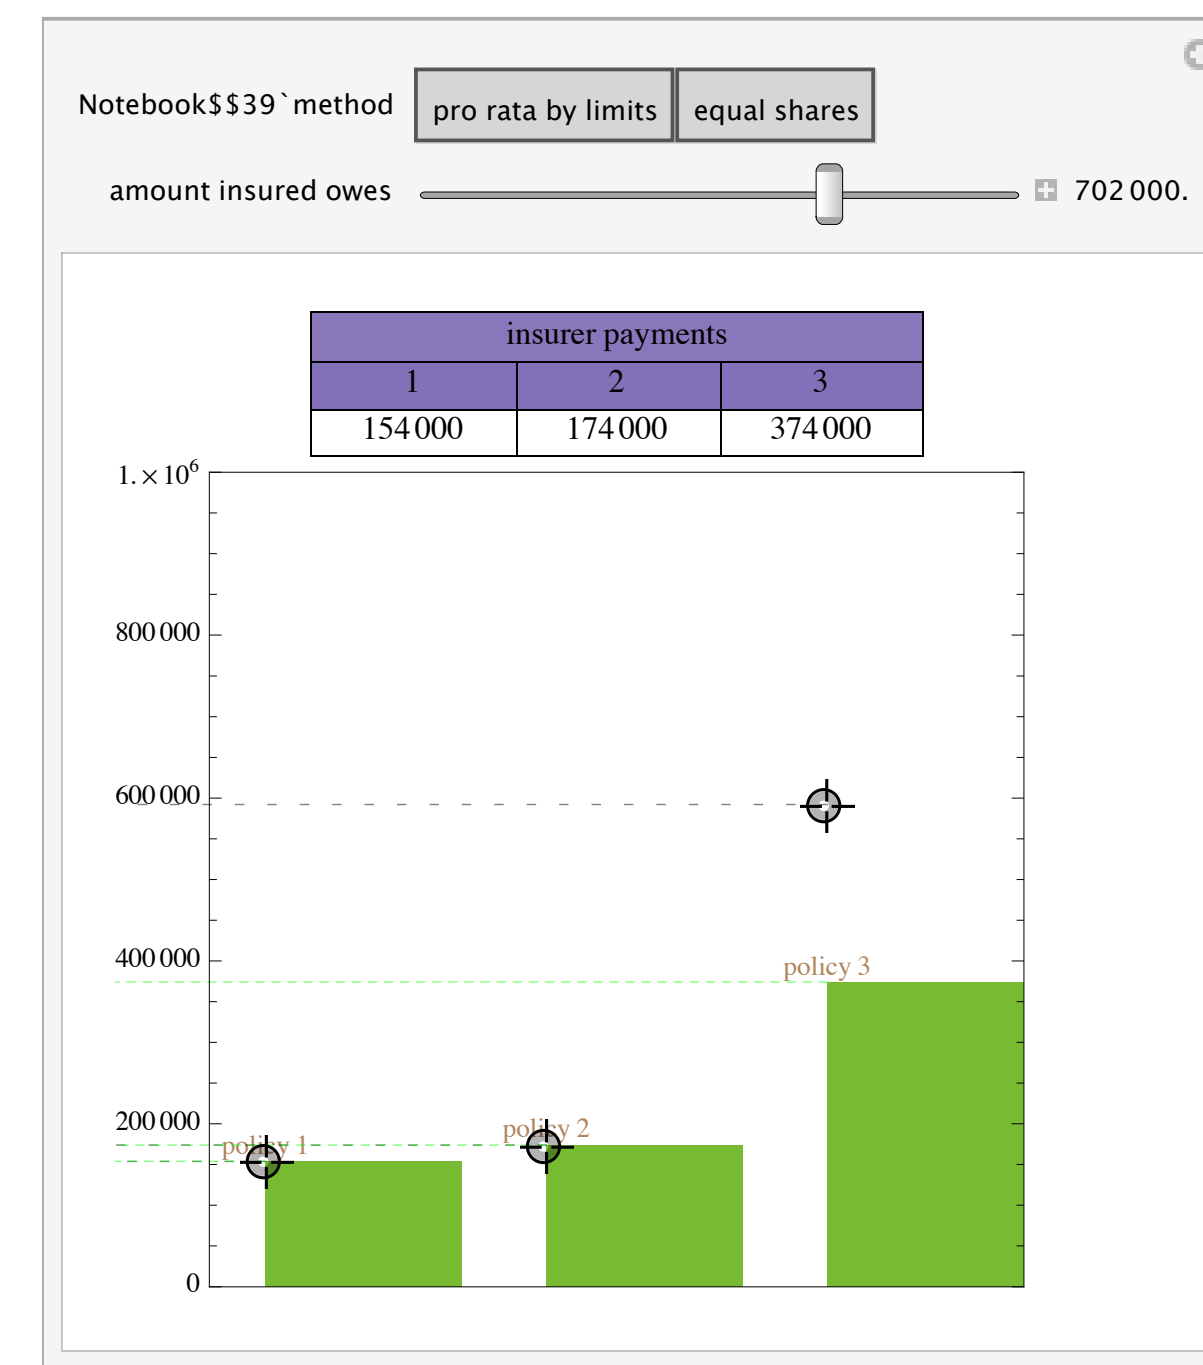 Notebook$$39`method pro rata by limits equal shares
amount insured owes 702 000.
insurer payments
1 2 3
154 000 174 000 374 000
1. × 10^6
800 000
600 000
400 000
policy 3
200 000
policy 2
policy 1
0